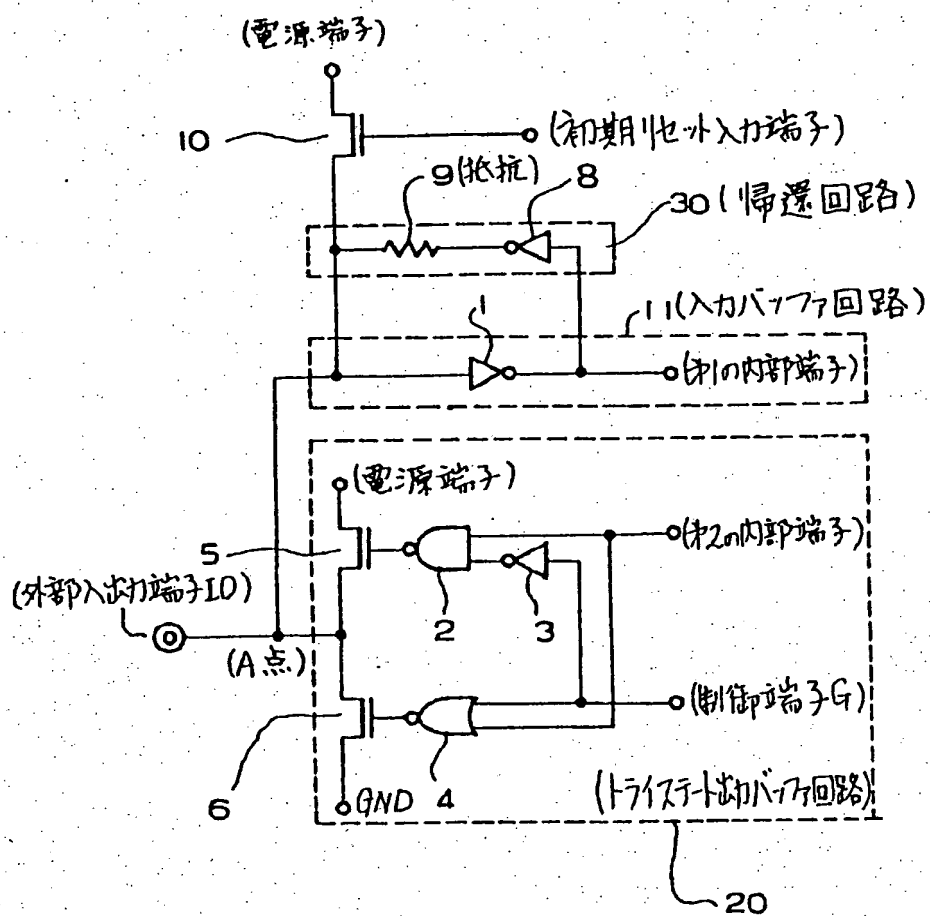 (電源端子)
10
(初期リセット入力端子)
9(抵抗)
8
30(帰還回路)
11(入力バッファ回路)
1
(才1の内部端子)
(電源端子)
5
2
3
(才2の内部端子)
(外部入出力端子IO)
(A点)
(制御端子G)
6
GND
4
(トライステート出力バッファ回路)
20